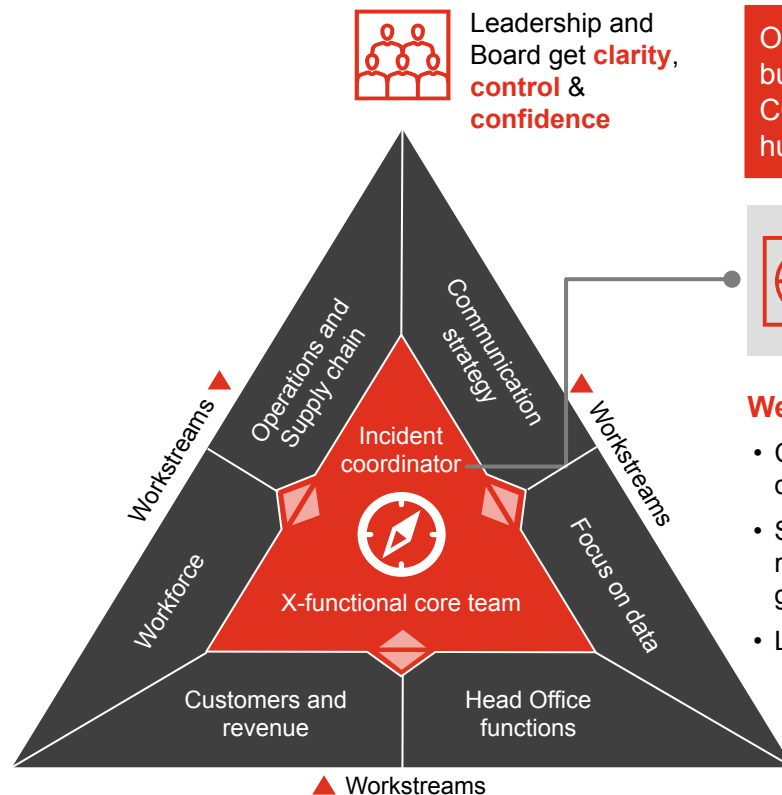 Leadership and
Board get clarity,
control &
confidence
Operations and
Supply chain
Communication
strategy
Workstreams
Workstreams
Incident
coordinator
X-functional core team
Workforce
Focus on data
Customers and
revenue
Head Office
functions
Workstreams